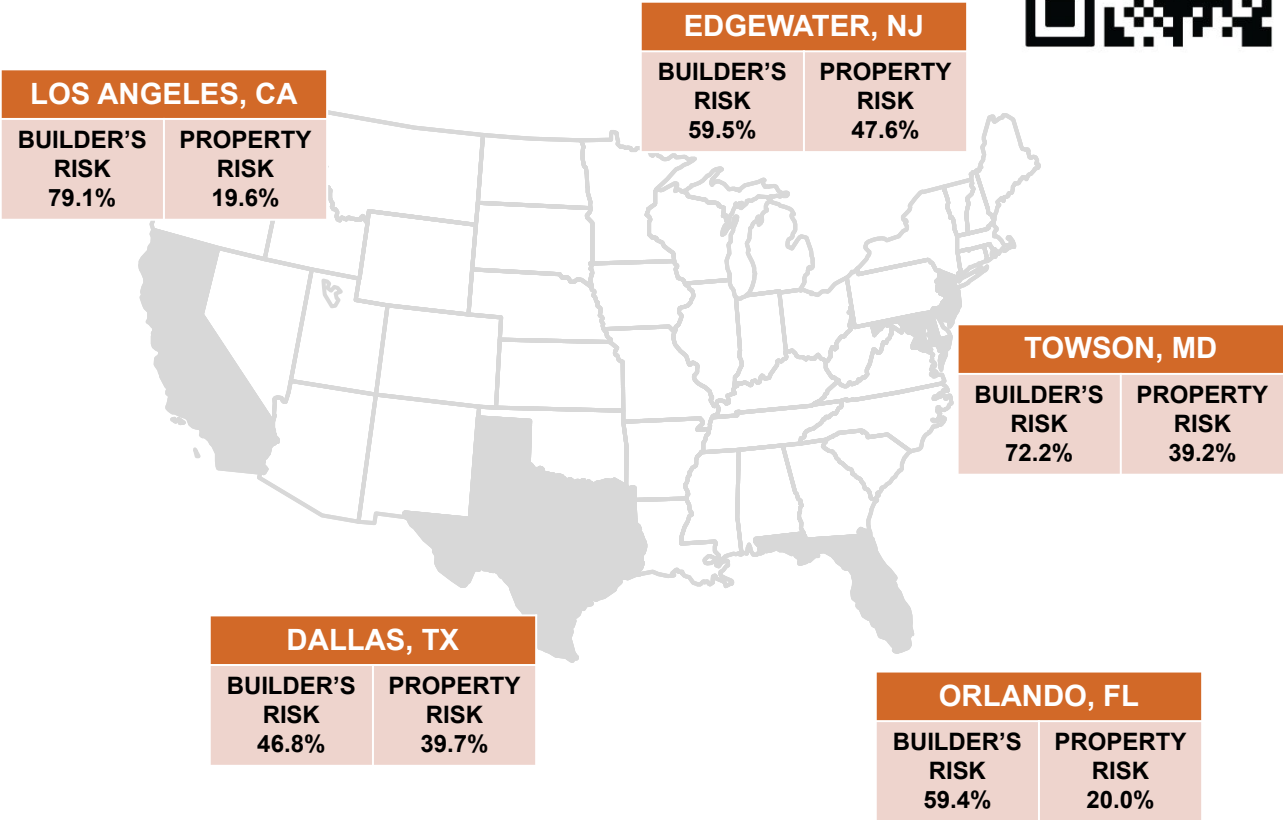 EDGEWATER, NJ
BUILDER’S
RISK
59.5%
PROPERTY
RISK
47.6%
LOS ANGELES, CA
BUILDER’S
RISK
79.1%
PROPERTY
RISK
19.6%
TOWSON, MD
BUILDER’S
RISK
72.2%
PROPERTY
RISK
39.2%
DALLAS, TX
BUILDER’S
RISK
46.8%
PROPERTY
RISK
39.7%
ORLANDO, FL
BUILDER’S
RISK
59.4%
PROPERTY
RISK
20.0%